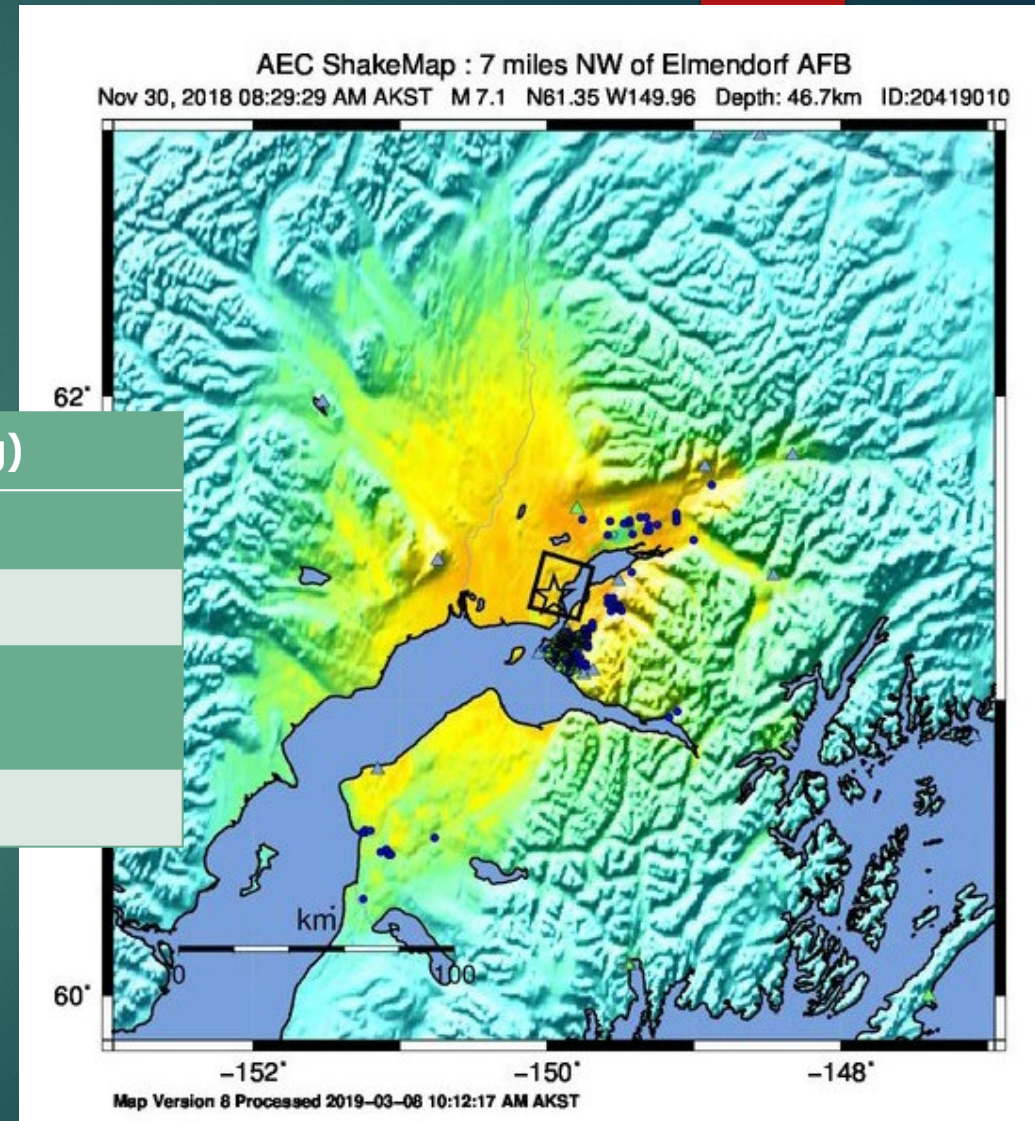 AEC ShakeMap : 7 miles NW of Elmendorf AFB
Nov 30, 2018 08:29:29 AM AKST M 7.1 N61.35 W149.96 Depth: 46.7km ID:20419010
62°
g)
km
0 100
60°
−152° −150° −148°
Map Version 8 Processed 2019−03−08 10:12:17 AM AKST